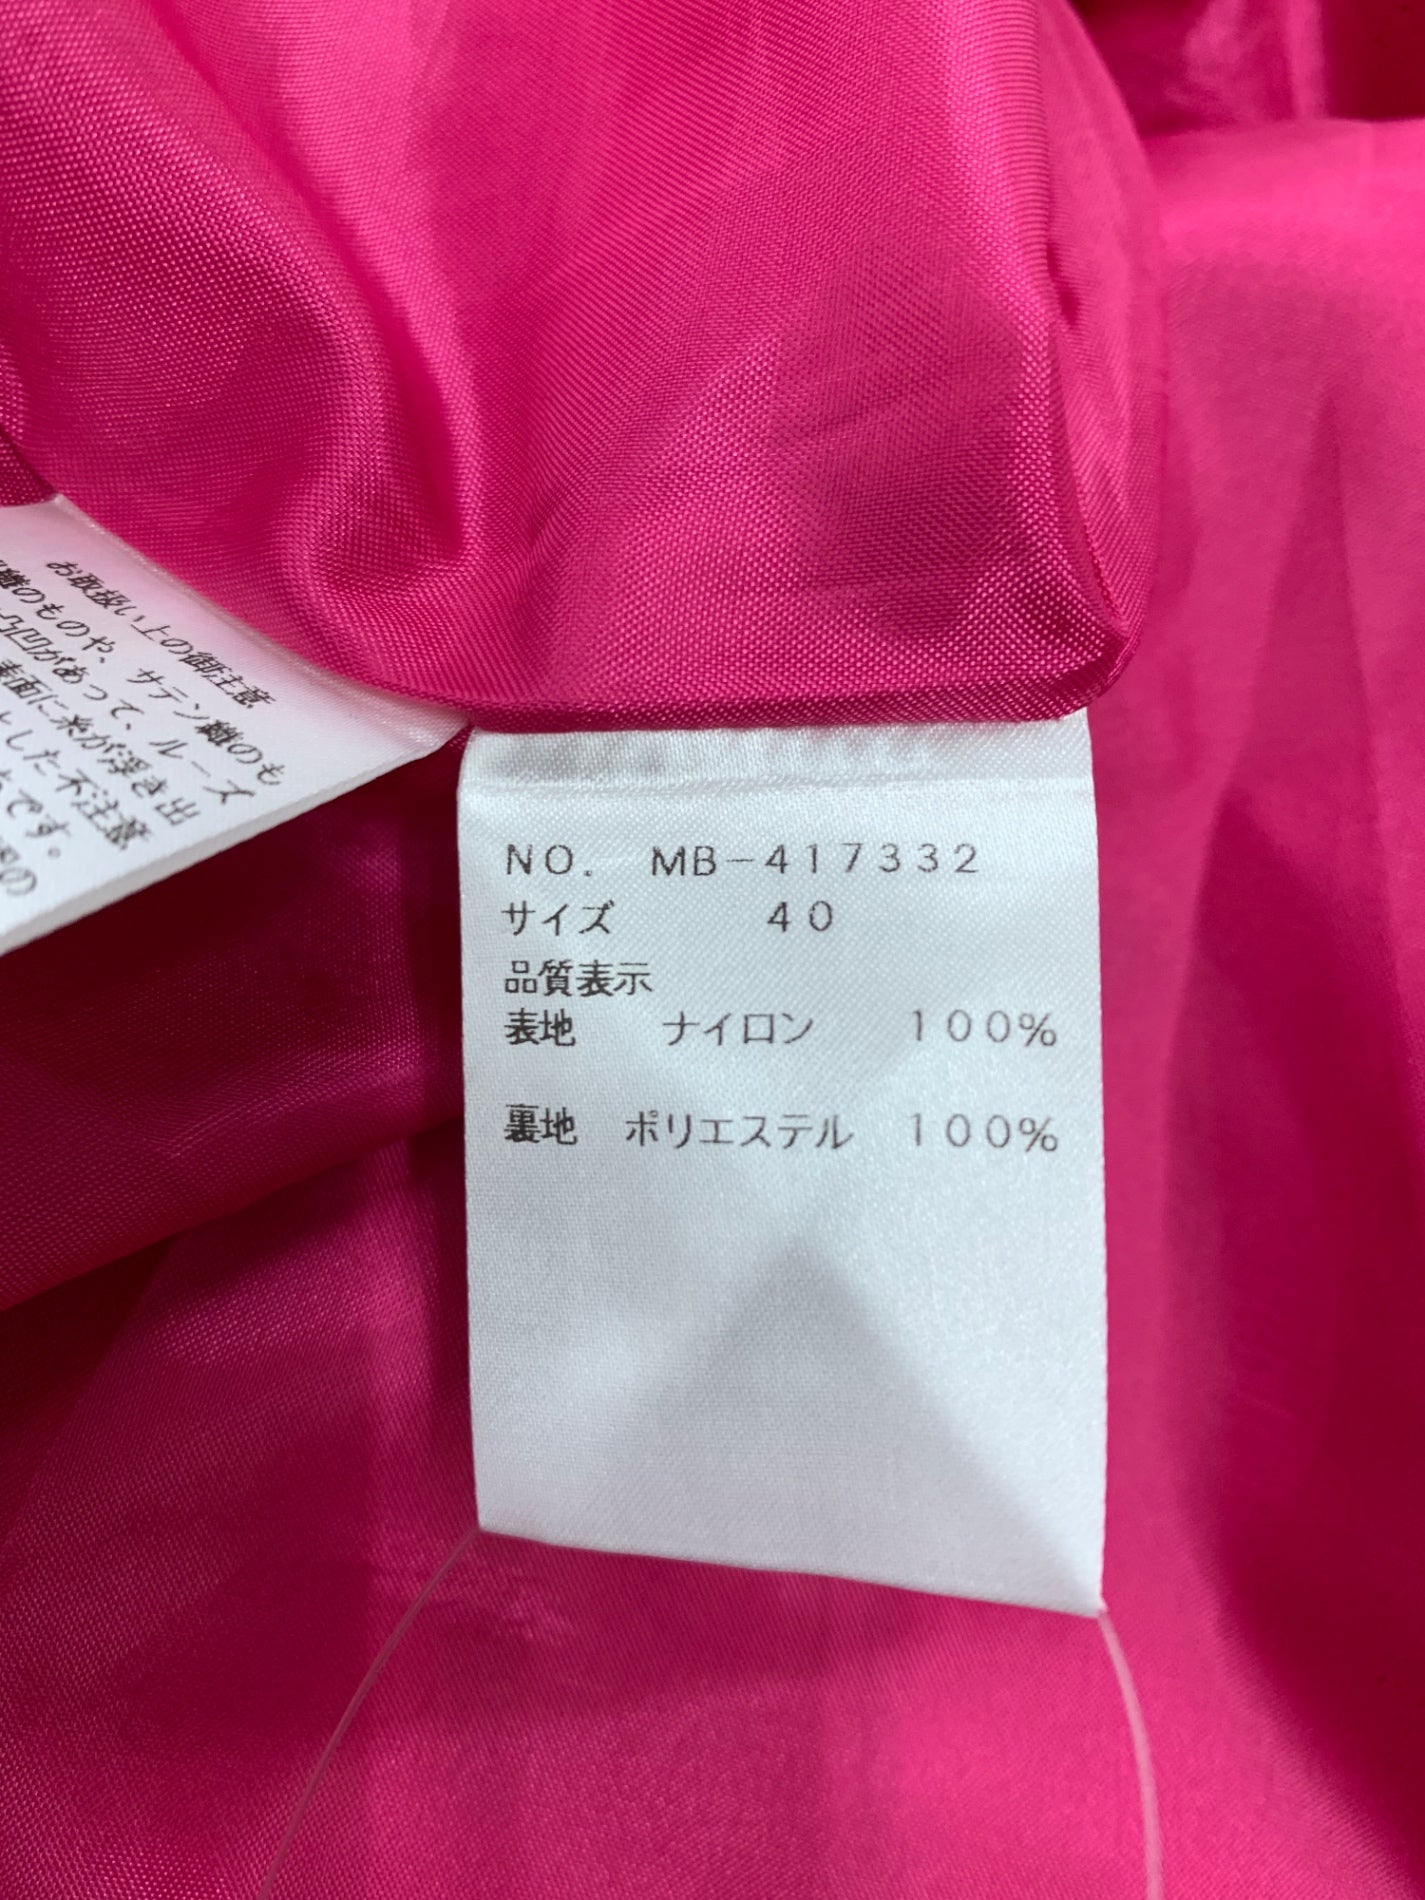 お取扱い上の御注意
織のものや、サテン織のも
凸凹があって、ルーズ
表面に糸が浮き出
とした不注意
です。
NO. MB-417332
サイズ 40
品質表示
表地 ナイロン 100%
裏地 ポリエステル 100%